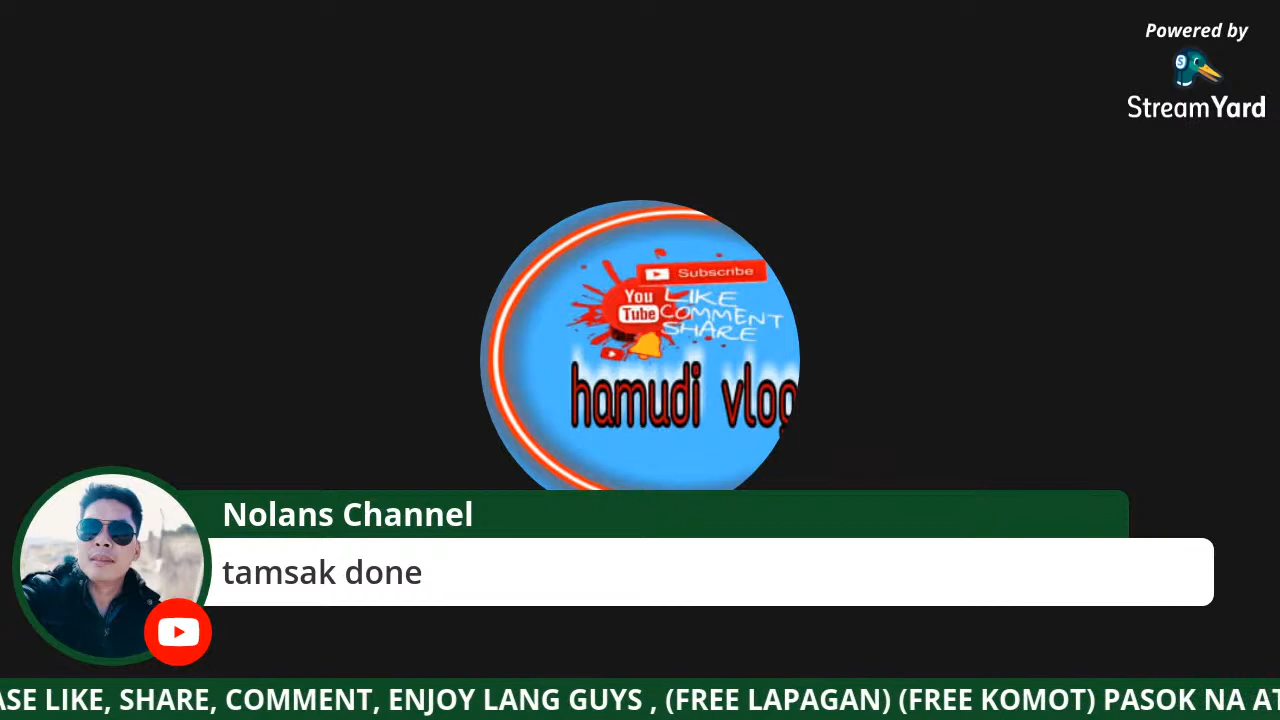 Powered by
StreamYard
Subscribe
You
Tube
LIKE
COMMENT
SHARE
hamudi vlog
Nolans Channel
tamsak done
ASE LIKE, SHARE, COMMENT, ENJOY LANG GUYS , (FREE LAPAGAN) (FREE KOMOT) PASOK NA AT